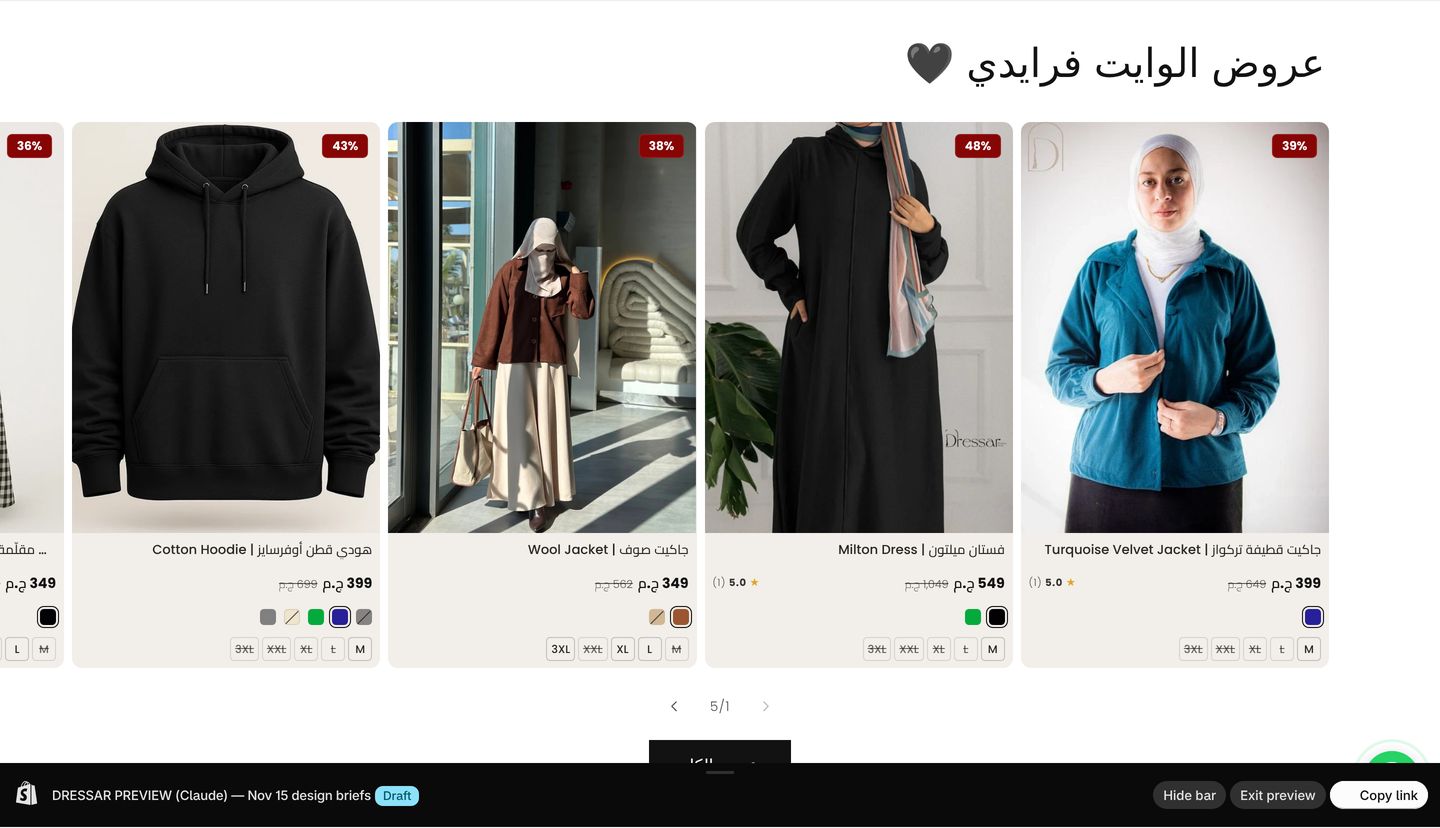 عروض الوايت فرايدي 🖤
39%
جاكيت قطيفة تركواز | Turquoise Velvet Jacket
399 ج.م 649 ج.م
★ 5.0 (1)
M L XL XXL 3XL
48%
Dressar
فستان ميلتون | Milton Dress
549 ج.م 1,049 ج.م
★ 5.0 (1)
M L XL XXL 3XL
38%
جاكيت صوف | Wool Jacket
349 ج.م 562 ج.م
M L XL XXL 3XL
43%
هودي قطن أوفرسايز | Cotton Hoodie
399 ج.م 699 ج.م
M L XL XXL 3XL
36%
... مقلّمة
349 ج.م
M L
5/1
DRESSAR PREVIEW (Claude) — Nov 15 design briefs Draft
Hide bar
Exit preview
Copy link